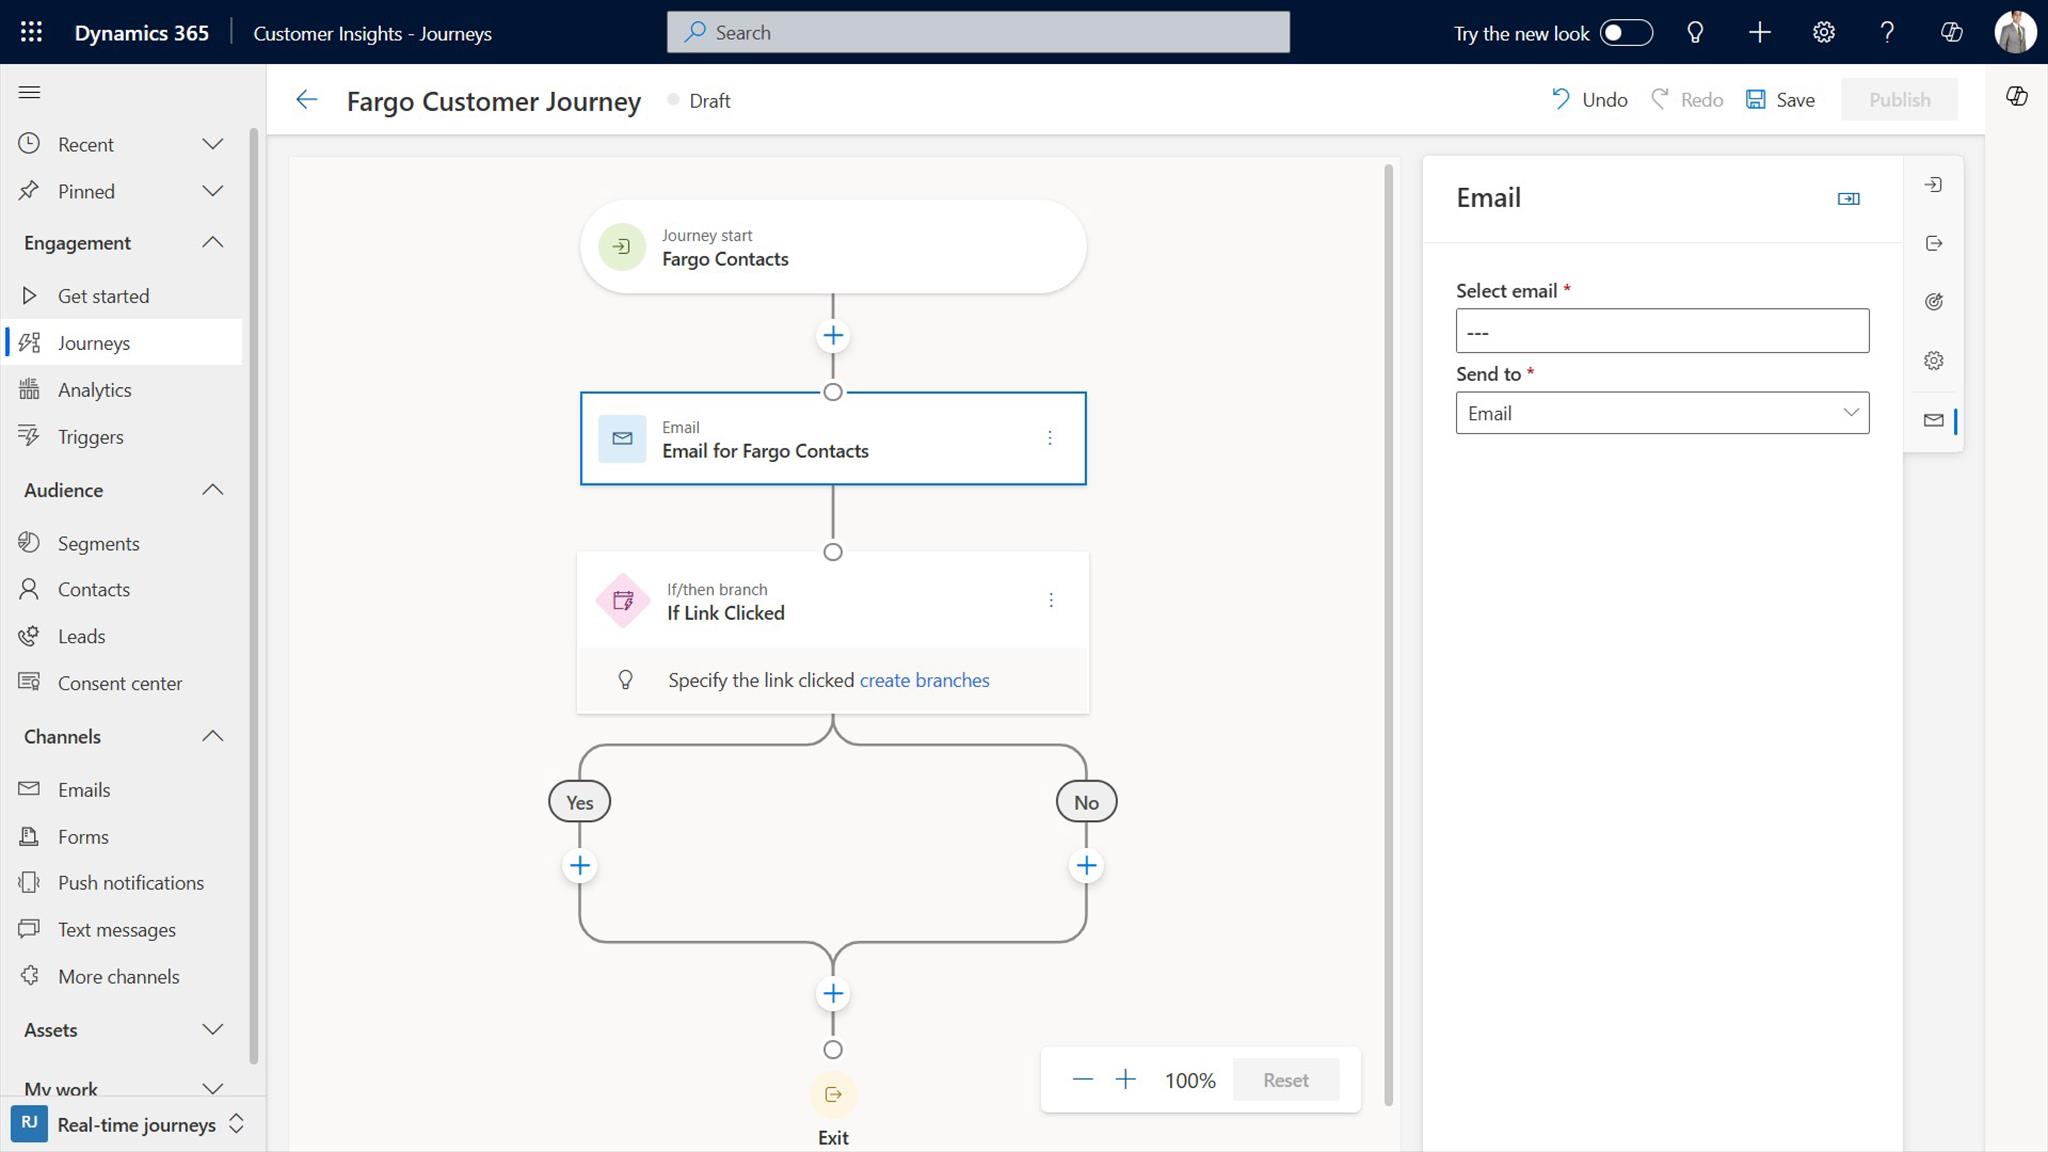 Dynamics 365
Customer Insights - Journeys
Search
Try the new look
Fargo Customer Journey
Draft
Undo
Redo
Save
Publish
Recent
Pinned
Engagement
Get started
Journeys
Analytics
Triggers
Audience
Segments
Contacts
Leads
Consent center
Channels
Emails
Forms
Push notifications
Text messages
More channels
Assets
My work
RJ
Real-time journeys
Journey start
Fargo Contacts
Email
Email for Fargo Contacts
If/then branch
If Link Clicked
Specify the link clicked create branches
Yes
No
Exit
100%
Reset
Email
Select email *
---
Send to *
Email